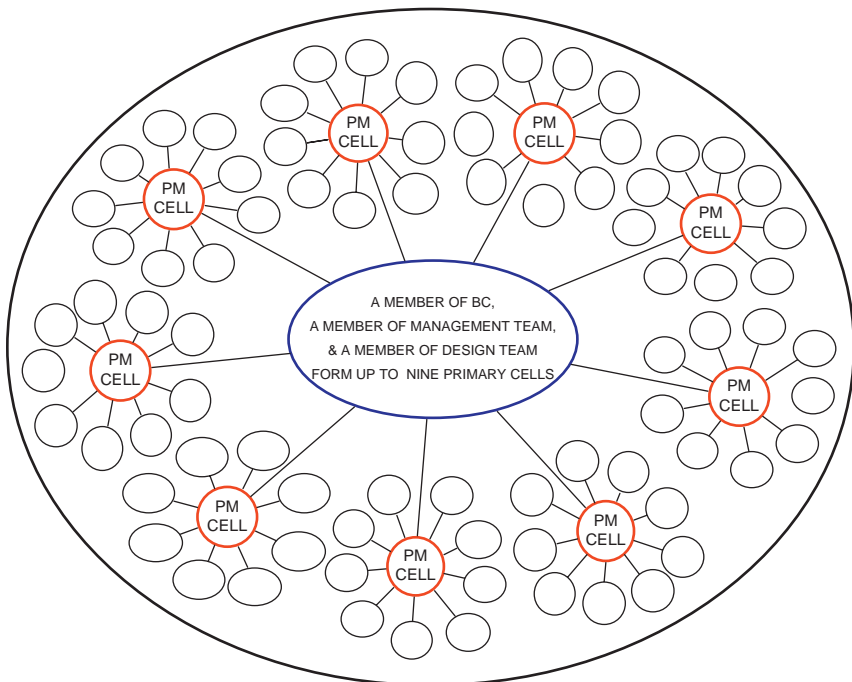 PM
CELL
PM
CELL
PM
CELL
PM
CELL
A MEMBER OF BC,
A MEMBER OF MANAGEMENT TEAM,
& A MEMBER OF DESIGN TEAM
FORM UP TO NINE PRIMARY CELLS
PM
CELL
PM
CELL
PM
CELL
PM
CELL
PM
CELL